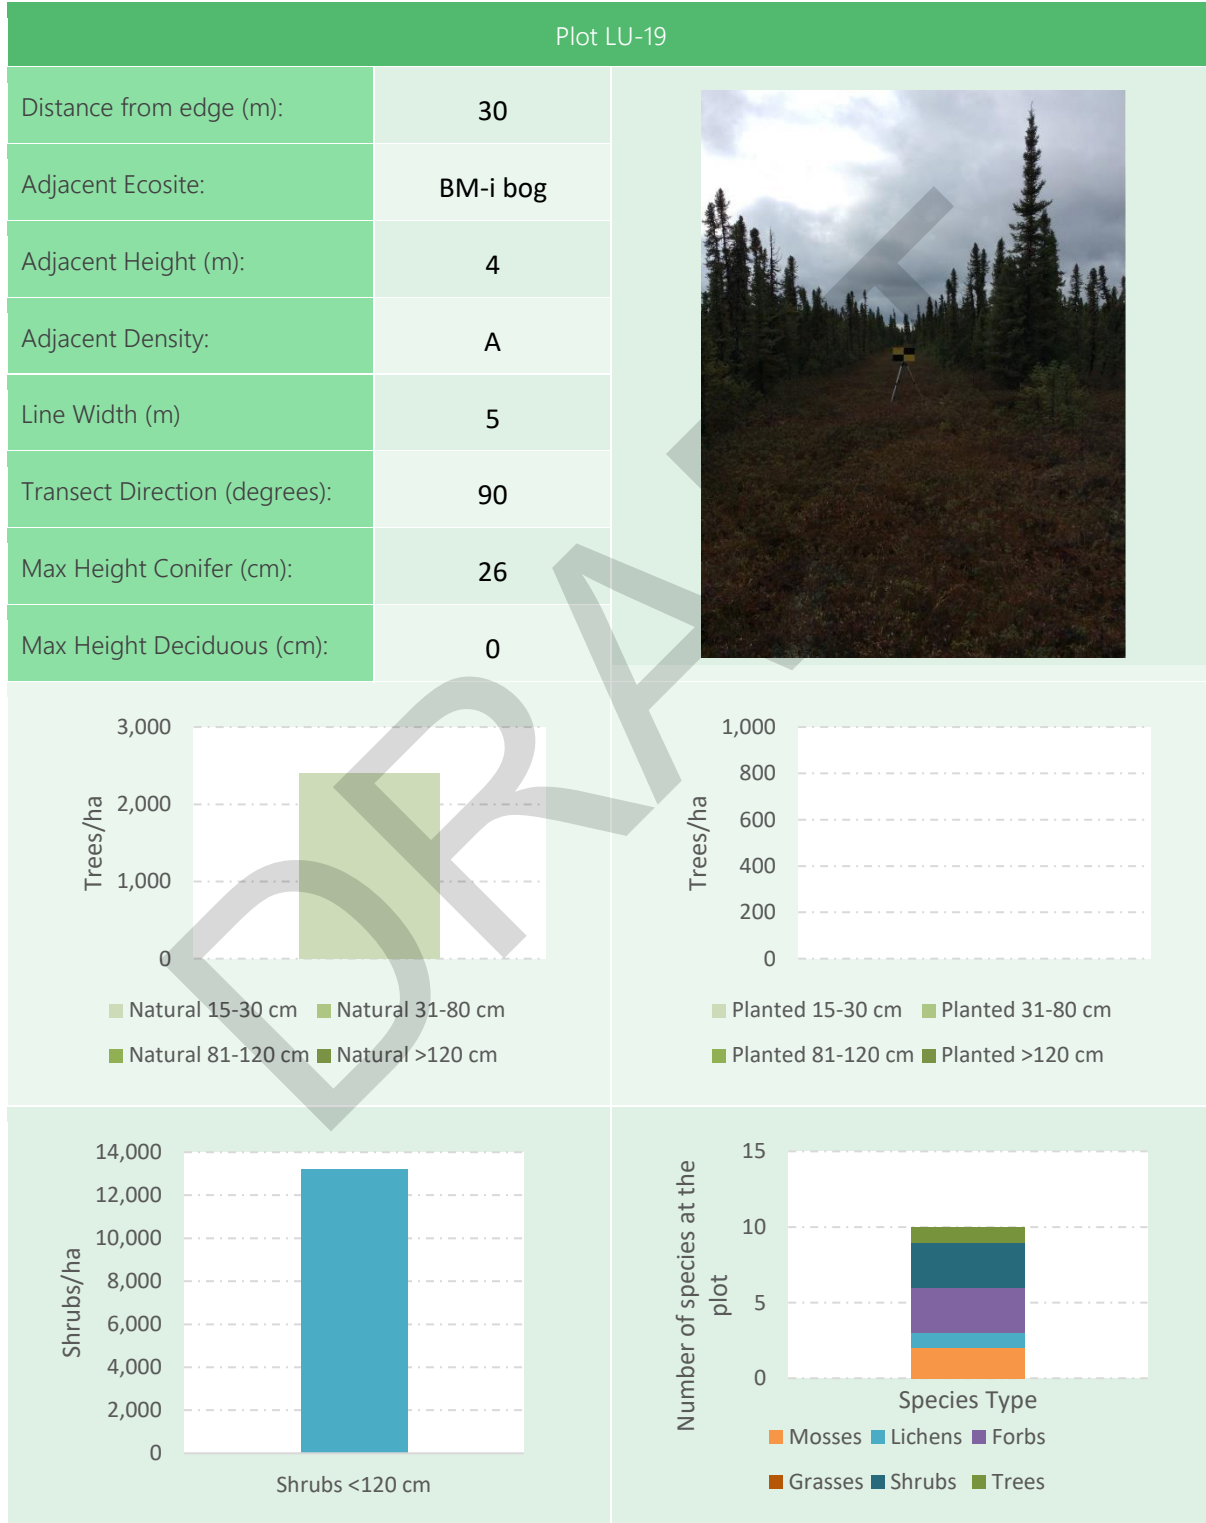 Plot LU-19
Distance from edge (m): 30
Adjacent Ecosite: BM-i bog
Adjacent Height (m): 4
Adjacent Density: A
Line Width (m) 5
Transect Direction (degrees): 90
Max Height Conifer (cm): 26
Max Height Deciduous (cm): 0
DRAFT
Trees/ha
3,000
2,000
1,000
0
Natural 15-30 cm Natural 31-80 cm
Natural 81-120 cm Natural >120 cm
Trees/ha
1,000
800
600
400
200
0
Planted 15-30 cm Planted 31-80 cm
Planted 81-120 cm Planted >120 cm
Shrubs/ha
14,000
12,000
10,000
8,000
6,000
4,000
2,000
0
Shrubs <120 cm
Number of species at the
plot
15
10
5
0
Species Type
Mosses Lichens Forbs
Grasses Shrubs Trees